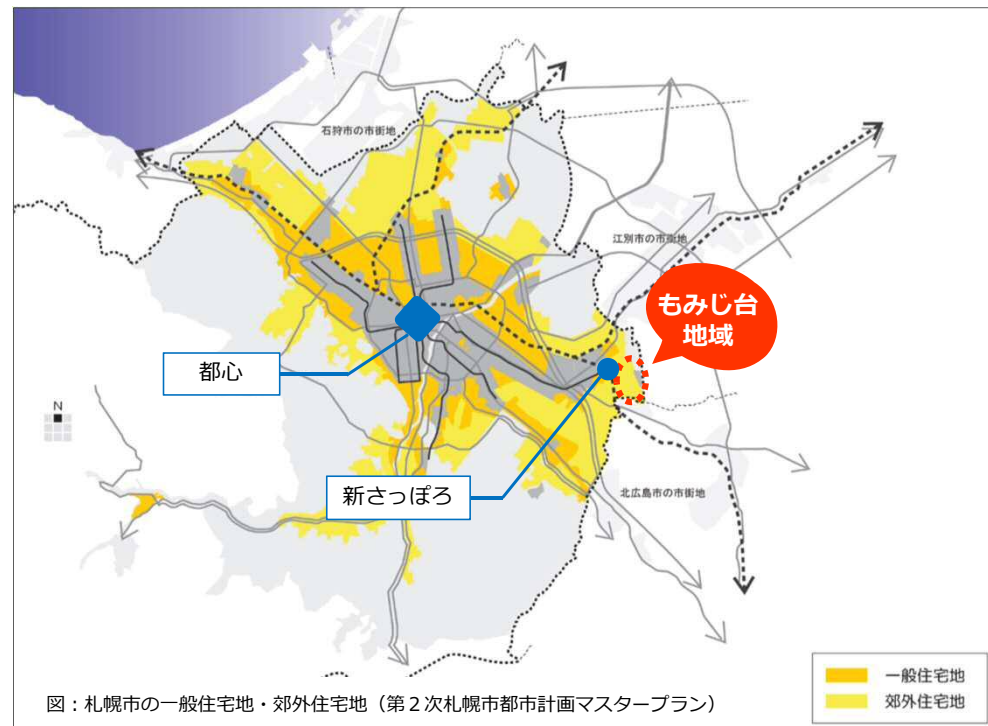 石狩市の市街地
江別市の市街地
もみじ台
地域
都心
N
新さっぽろ
北広島市の市街地
一般住宅地
郊外住宅地
図：札幌市の一般住宅地・郊外住宅地（第２次札幌市都市計画マスタープラン）